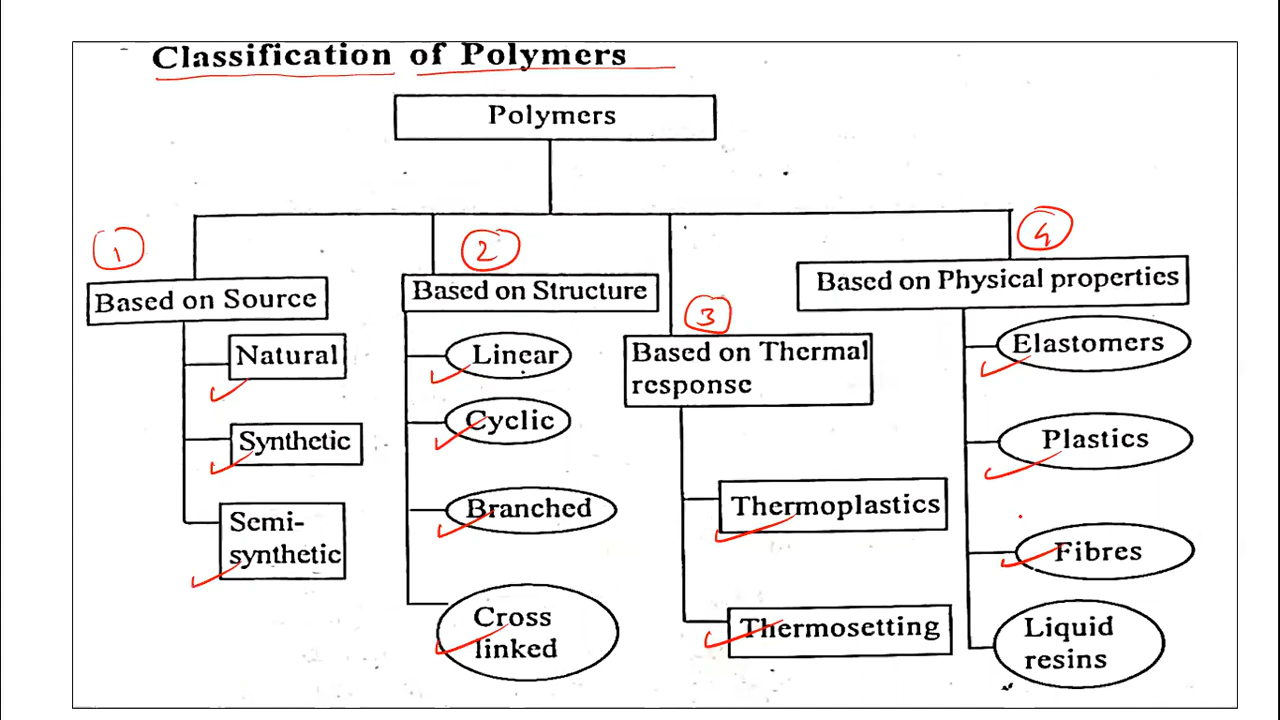 Classification of Polymers
Polymers
1
Based on Source
Natural
Synthetic
Semi-
synthetic
2
Based on Structure
Linear
Cyclic
Branched
Cross
linked
3
Based on Thermal
response
Thermoplastics
Thermosetting
4
Based on Physical properties
Elastomers
Plastics
Fibres
Liquid
resins